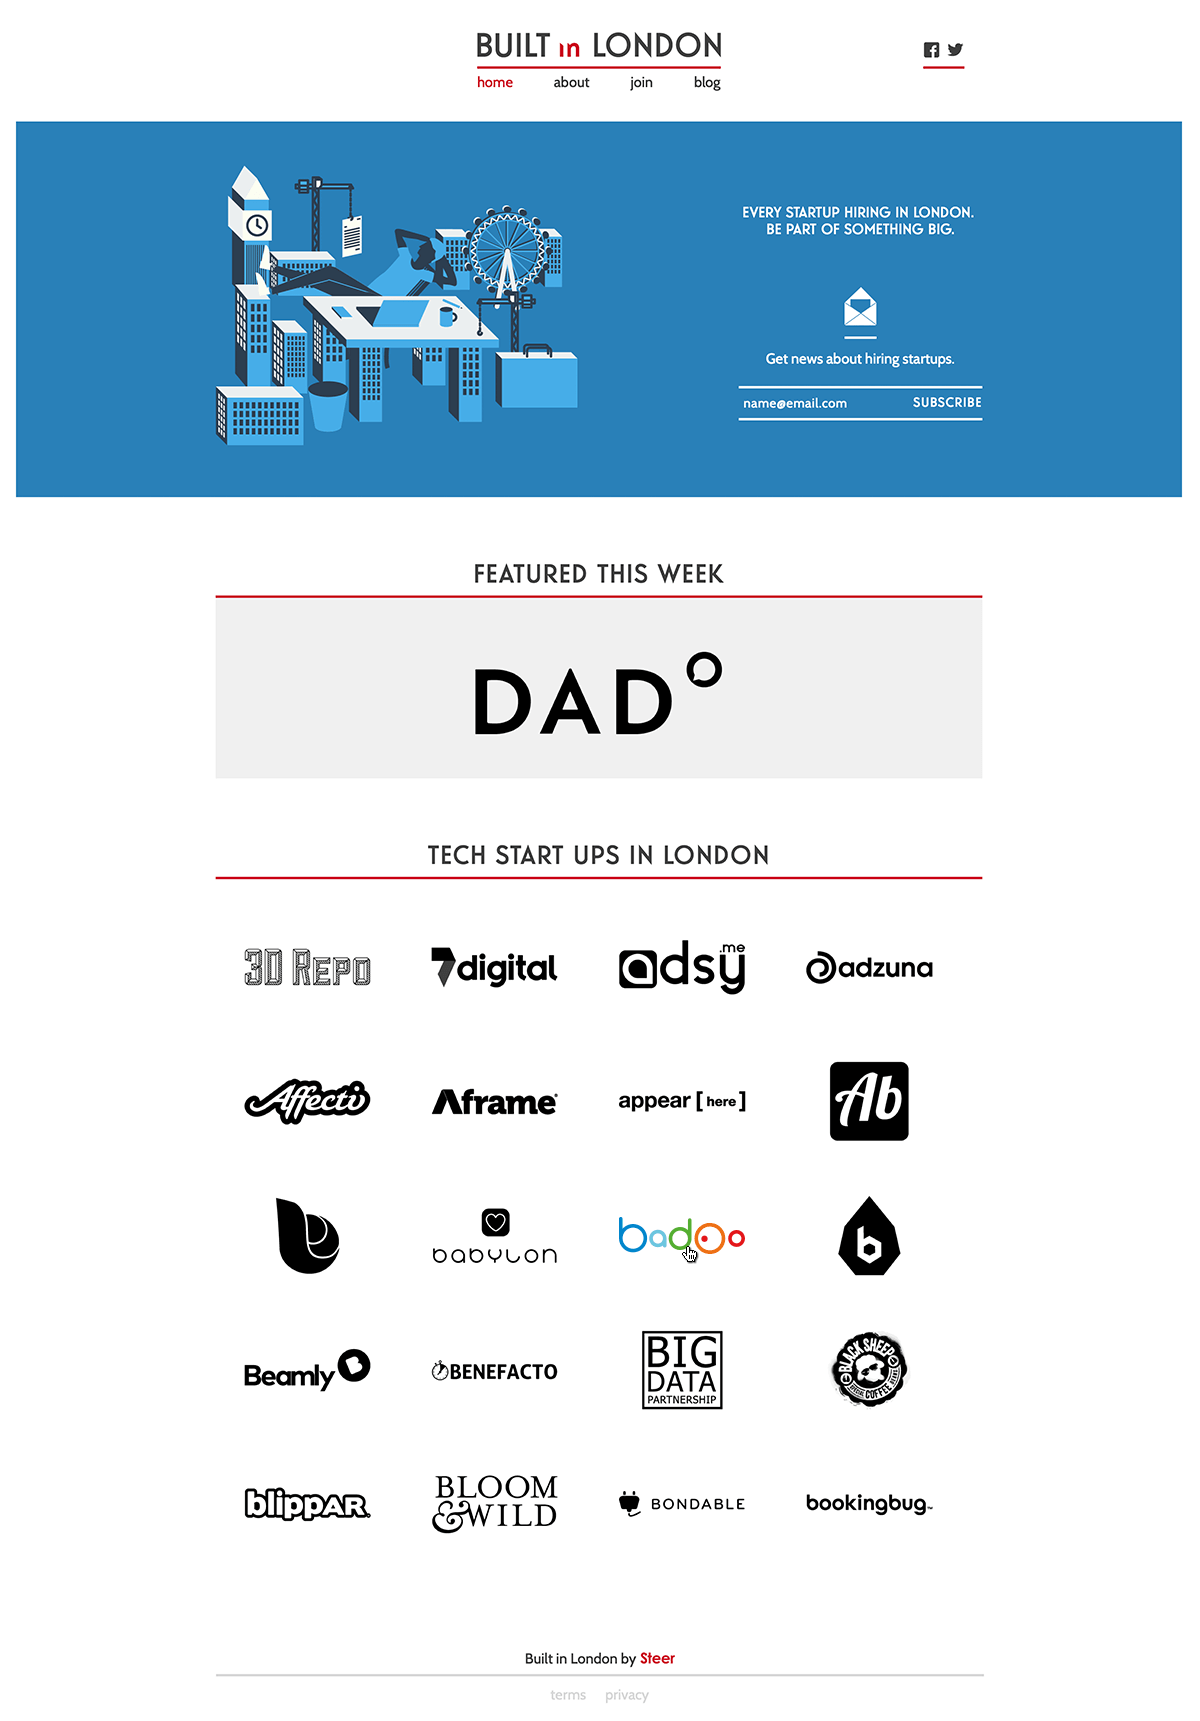 BUILT in LONDON
home about join blog
EVERY STARTUP HIRING IN LONDON.
BE PART OF SOMETHING BIG.
Get news about hiring startups.
name@email.com SUBSCRIBE
FEATURED THIS WEEK
DAD
TECH START UPS IN LONDON
3D REPO 7digital adsy.me adzuna
Affectv Aframe appear [here] Ab
babylon badoo b
Beamly B BENEFACTO
BIG
DATA
PARTNERSHIP
BLACK SHEEP
COFFEE
blippAR.
BLOOM
&WILD
BONDABLE bookingbug™
Built in London by Steer
terms privacy